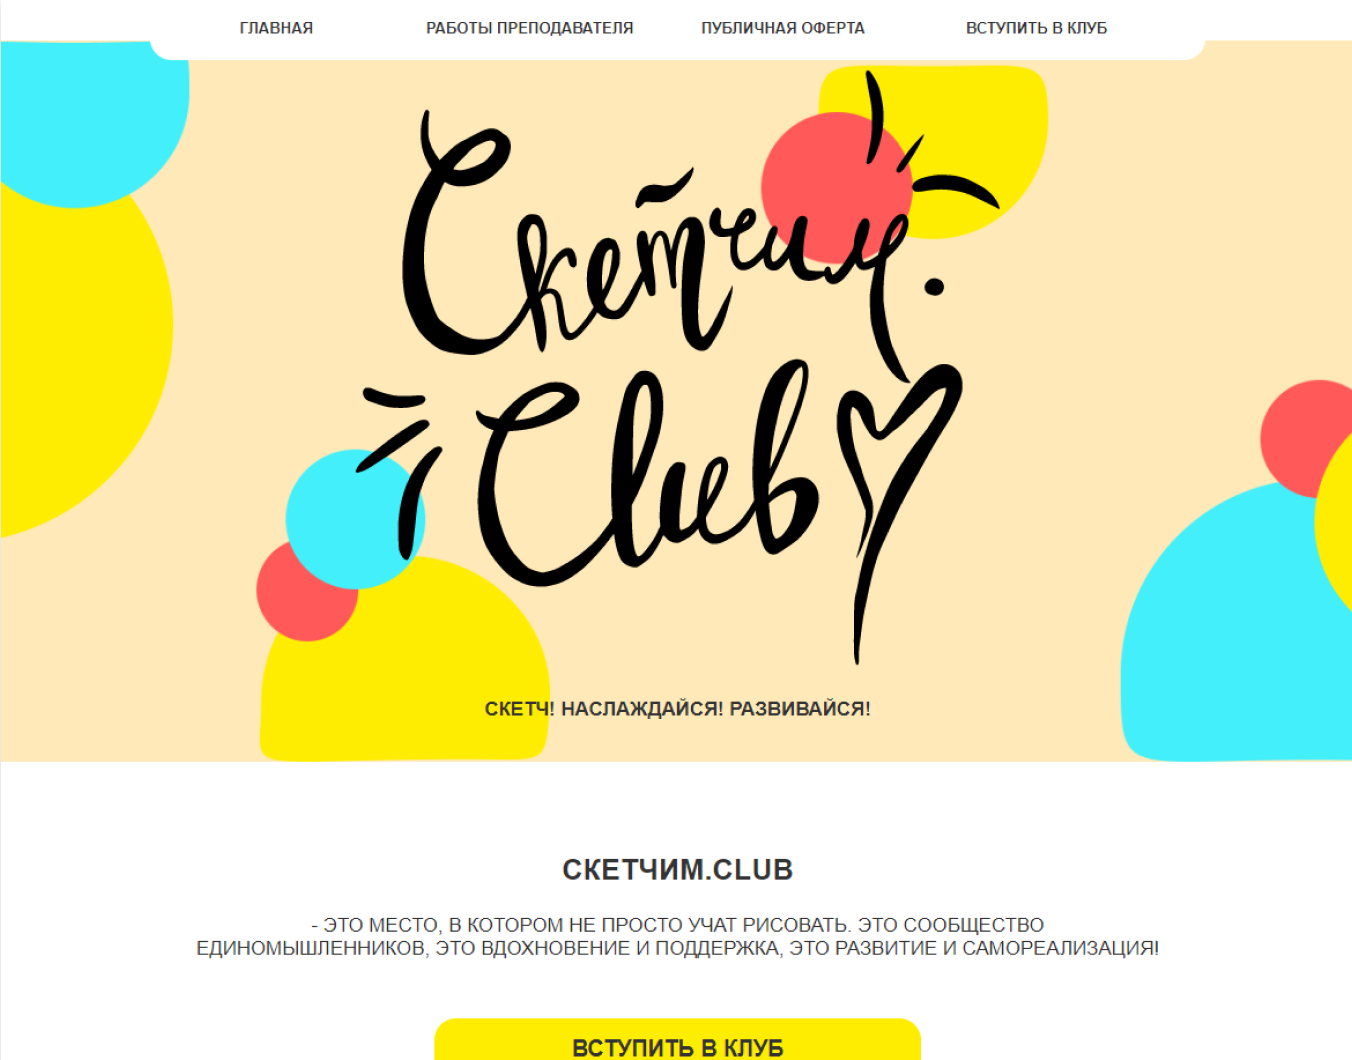 ГЛАВНАЯ РАБОТЫ ПРЕПОДАВАТЕЛЯ ПУБЛИЧНАЯ ОФЕРТА ВСТУПИТЬ В КЛУБ
Скетчим.
Club
СКЕТЧ! НАСЛАЖДАЙСЯ! РАЗВИВАЙСЯ!
СКЕТЧИМ.CLUB
- ЭТО МЕСТО, В КОТОРОМ НЕ ПРОСТО УЧАТ РИСОВАТЬ. ЭТО СООБЩЕСТВО
ЕДИНОМЫШЛЕННИКОВ, ЭТО ВДОХНОВЕНИЕ И ПОДДЕРЖКА, ЭТО РАЗВИТИЕ И САМОРЕАЛИЗАЦИЯ!
ВСТУПИТЬ В КЛУБ